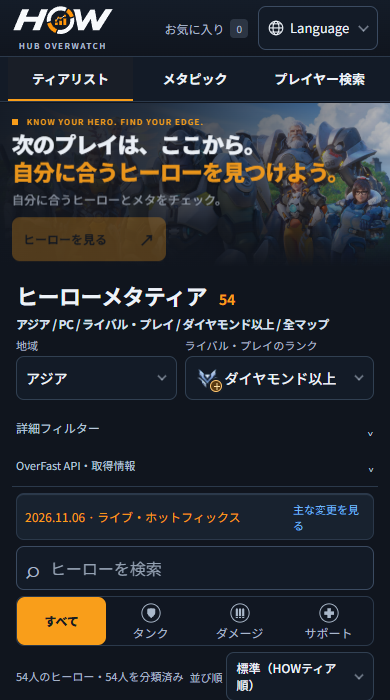 HOW
HUB OVERWATCH
お気に入り 0
Language
ティアリスト メタピック プレイヤー検索
KNOW YOUR HERO. FIND YOUR EDGE.
次のプレイは、ここから。
自分に合うヒーローを見つけよう。
自分に合うヒーローとメタをチェック。
ヒーローを見る ↗
ヒーローメタティア 54
アジア / PC / ライバル・プレイ / ダイヤモンド以上 / 全マップ
地域 ライバル・プレイのランク
アジア ダイヤモンド以上
詳細フィルター
OverFast API・取得情報
2026.11.06 · ライブ・ホットフィックス 主な変更を見
る
ヒーローを検索
すべて タンク ダメージ サポート
54人のヒーロー・54人を分類済み 並び順 標準（HOWティア
順）